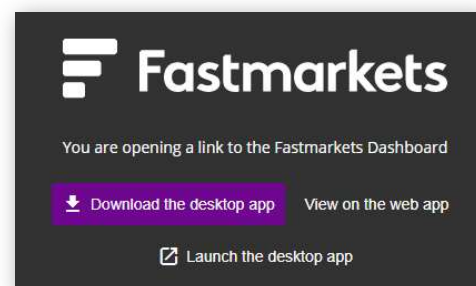 Fastmarkets
You are opening a link to the Fastmarkets Dashboard
Download the desktop app View on the web app
Launch the desktop app